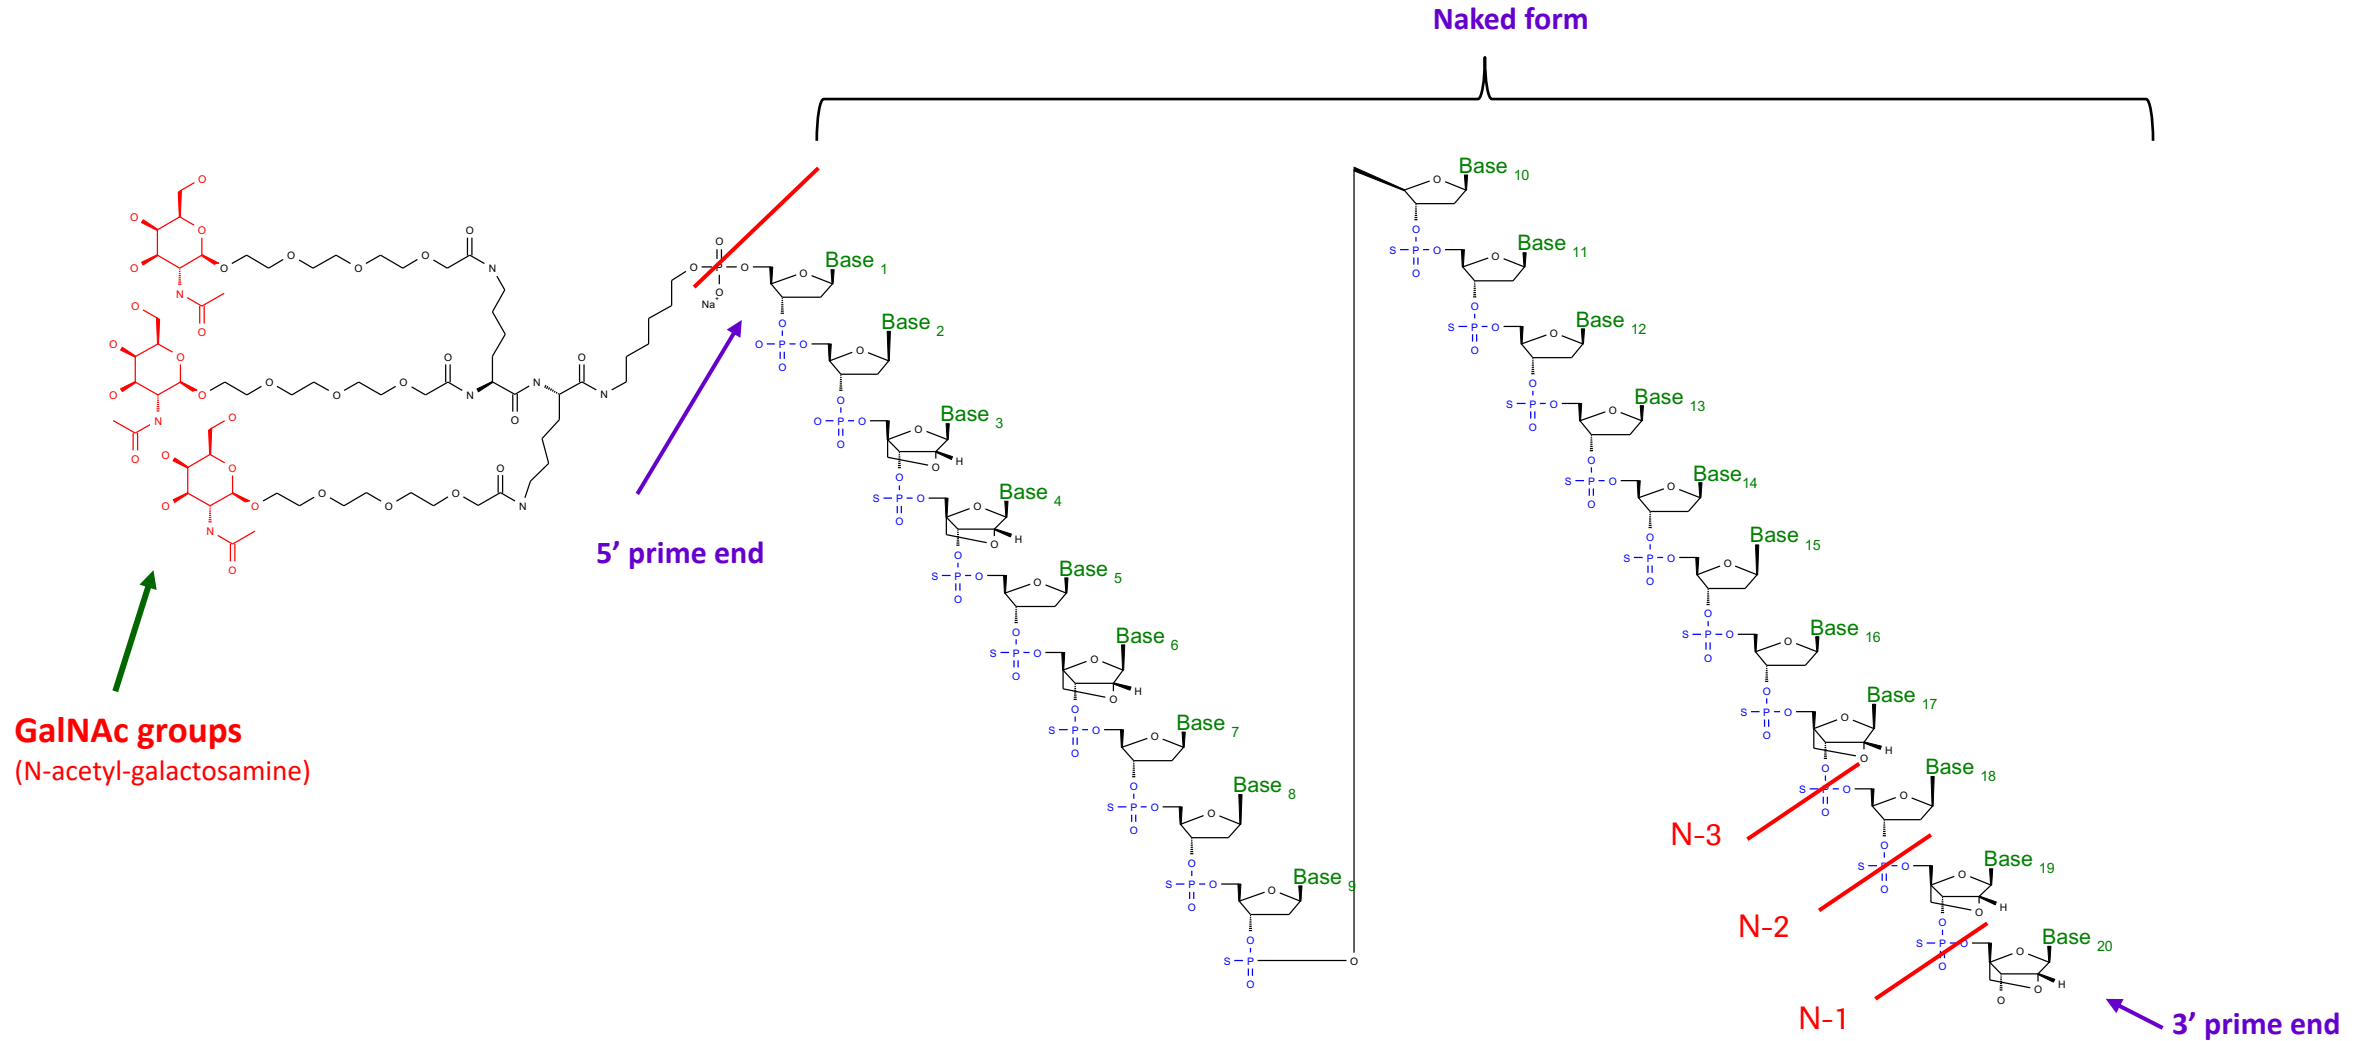 Naked form
Base 1
Base 2
Base 3
Base 4
Base 5
Base 6
Base 7
Base 8
Base 9
Base 10
Base 11
Base 12
Base 13
Base 14
Base 15
Base 16
Base 17
Base 18
Base 19
Base 20
Na+
5’ prime end
GalNAc groups
(N-acetyl-galactosamine)
N-3
N-2
N-1
3’ prime end